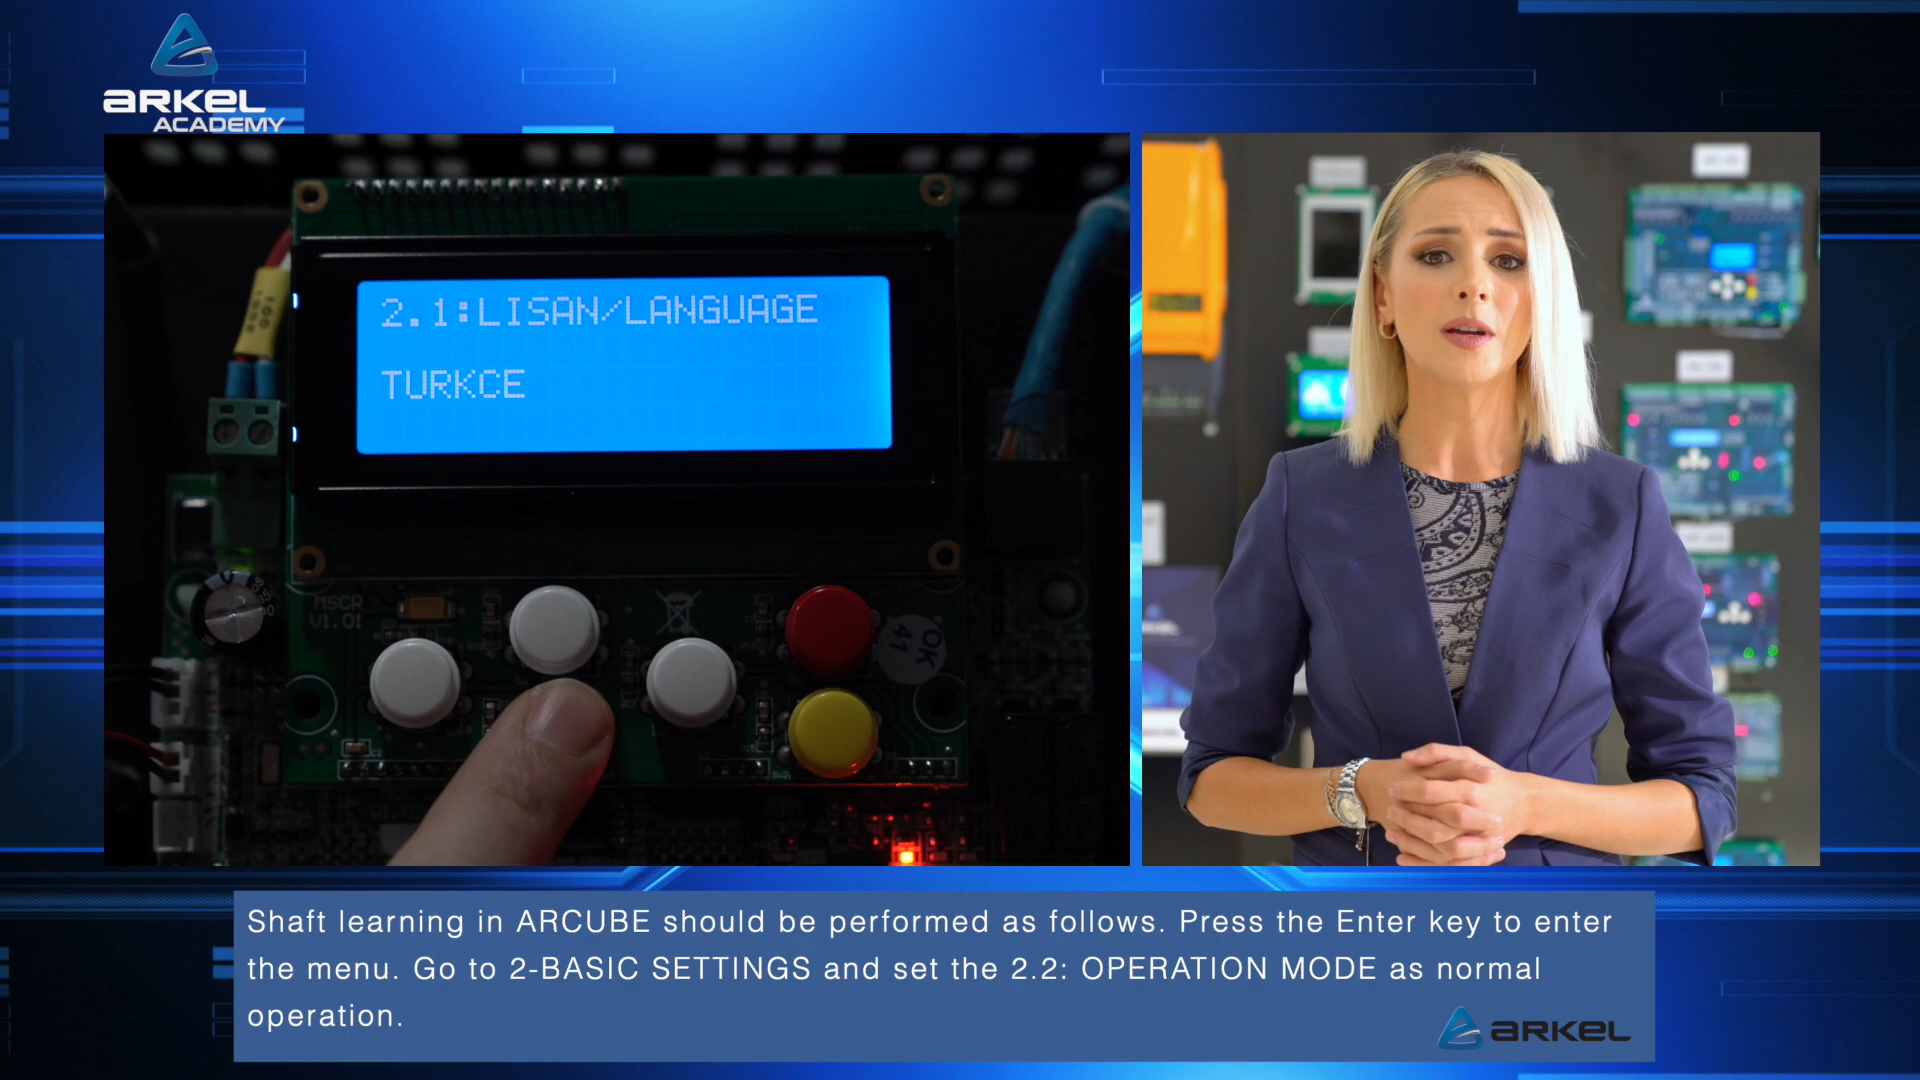 ARKEL
ACADEMY
2.1:LISAN/LANGUAGE
TURKCE
MSCR
V1.01
OK
41
Shaft learning in ARCUBE should be performed as follows. Press the Enter key to enter
the menu. Go to 2-BASIC SETTINGS and set the 2.2: OPERATION MODE as normal
operation.
ARKEL